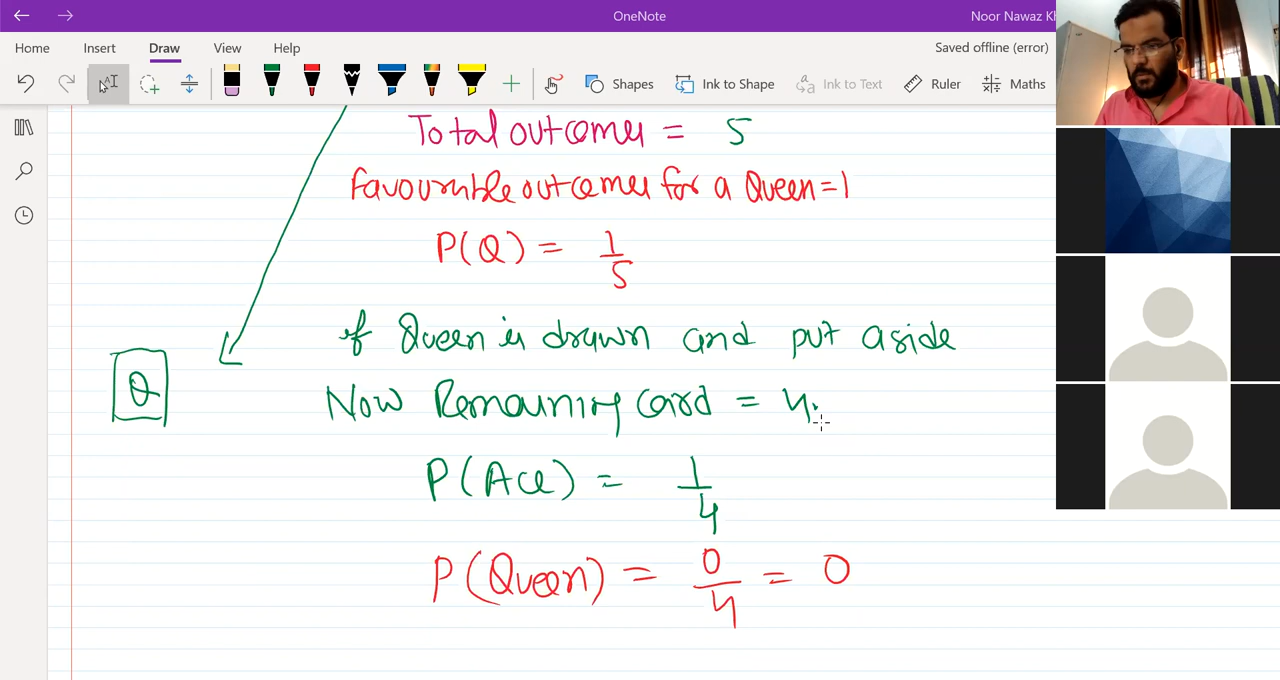 OneNote
Noor Nawaz Kh
Home Insert Draw View Help
Saved offline (error)
Shapes Ink to Shape Ink to Text Ruler Maths
Total outcomes = 5
favourable outcomes for a Queen = 1
P(Q) = 1/5
if Queen is drawn and put aside
Q
Now Remaining Card = 4.
P(Ace) = 1/4
P(Queen) = 0/4 = 0